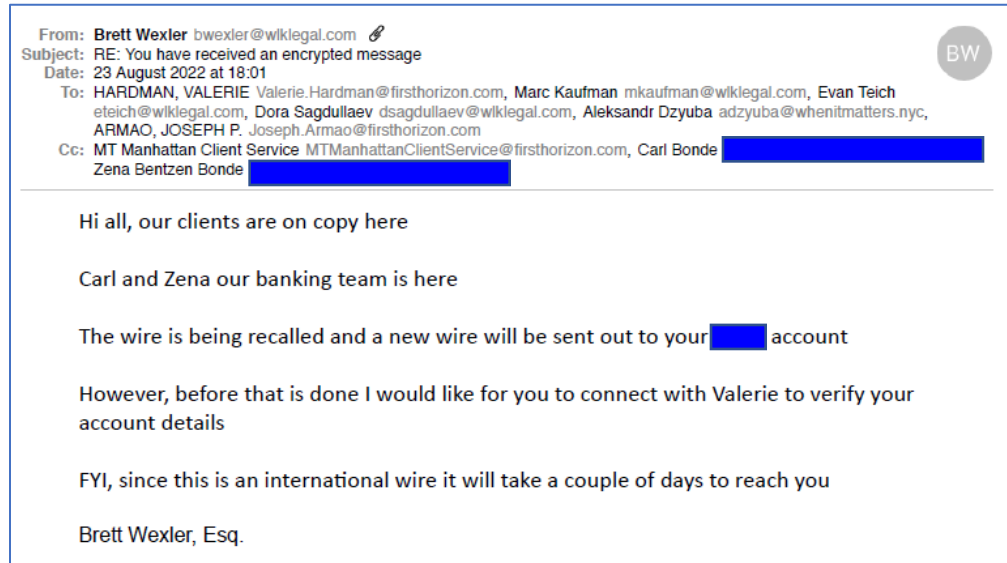 From: Brett Wexler bwexler@wlklegal.com
Subject: RE: You have received an encrypted message
Date: 23 August 2022 at 18:01
To: HARDMAN, VALERIE Valerie.Hardman@firsthorizon.com, Marc Kaufman mkaufman@wlklegal.com, Evan Teich
eteich@wlklegal.com, Dora Sagdullaev dsagdullaev@wlklegal.com, Aleksandr Dzyuba adzyuba@whenitmatters.nyc,
ARMAO, JOSEPH P. Joseph.Armao@firsthorizon.com
Cc: MT Manhattan Client Service MTManhattanClientService@firsthorizon.com, Carl Bonde
Zena Bentzen Bonde
BW
Hi all, our clients are on copy here
Carl and Zena our banking team is here
The wire is being recalled and a new wire will be sent out to your account
However, before that is done I would like for you to connect with Valerie to verify your
account details
FYI, since this is an international wire it will take a couple of days to reach you
Brett Wexler, Esq.